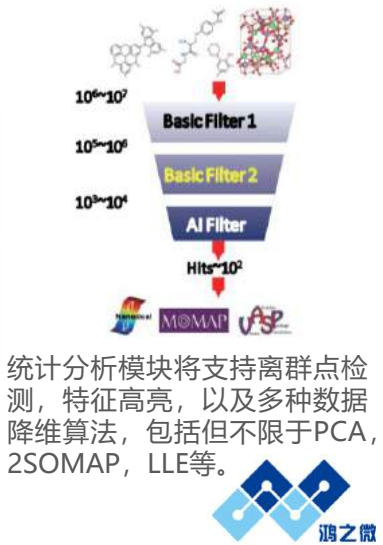 10⁶~10⁷
Basic Filter 1
10⁵~10⁶
Basic Filter 2
10³~10⁴
AI Filter
Hits~10²
Nanodcal
MOMAP
VASP
统计分析模块将支持离群点检
测，特征高亮，以及多种数据
降维算法，包括但不限于PCA，
2SOMAP，LLE等。
鸿之微